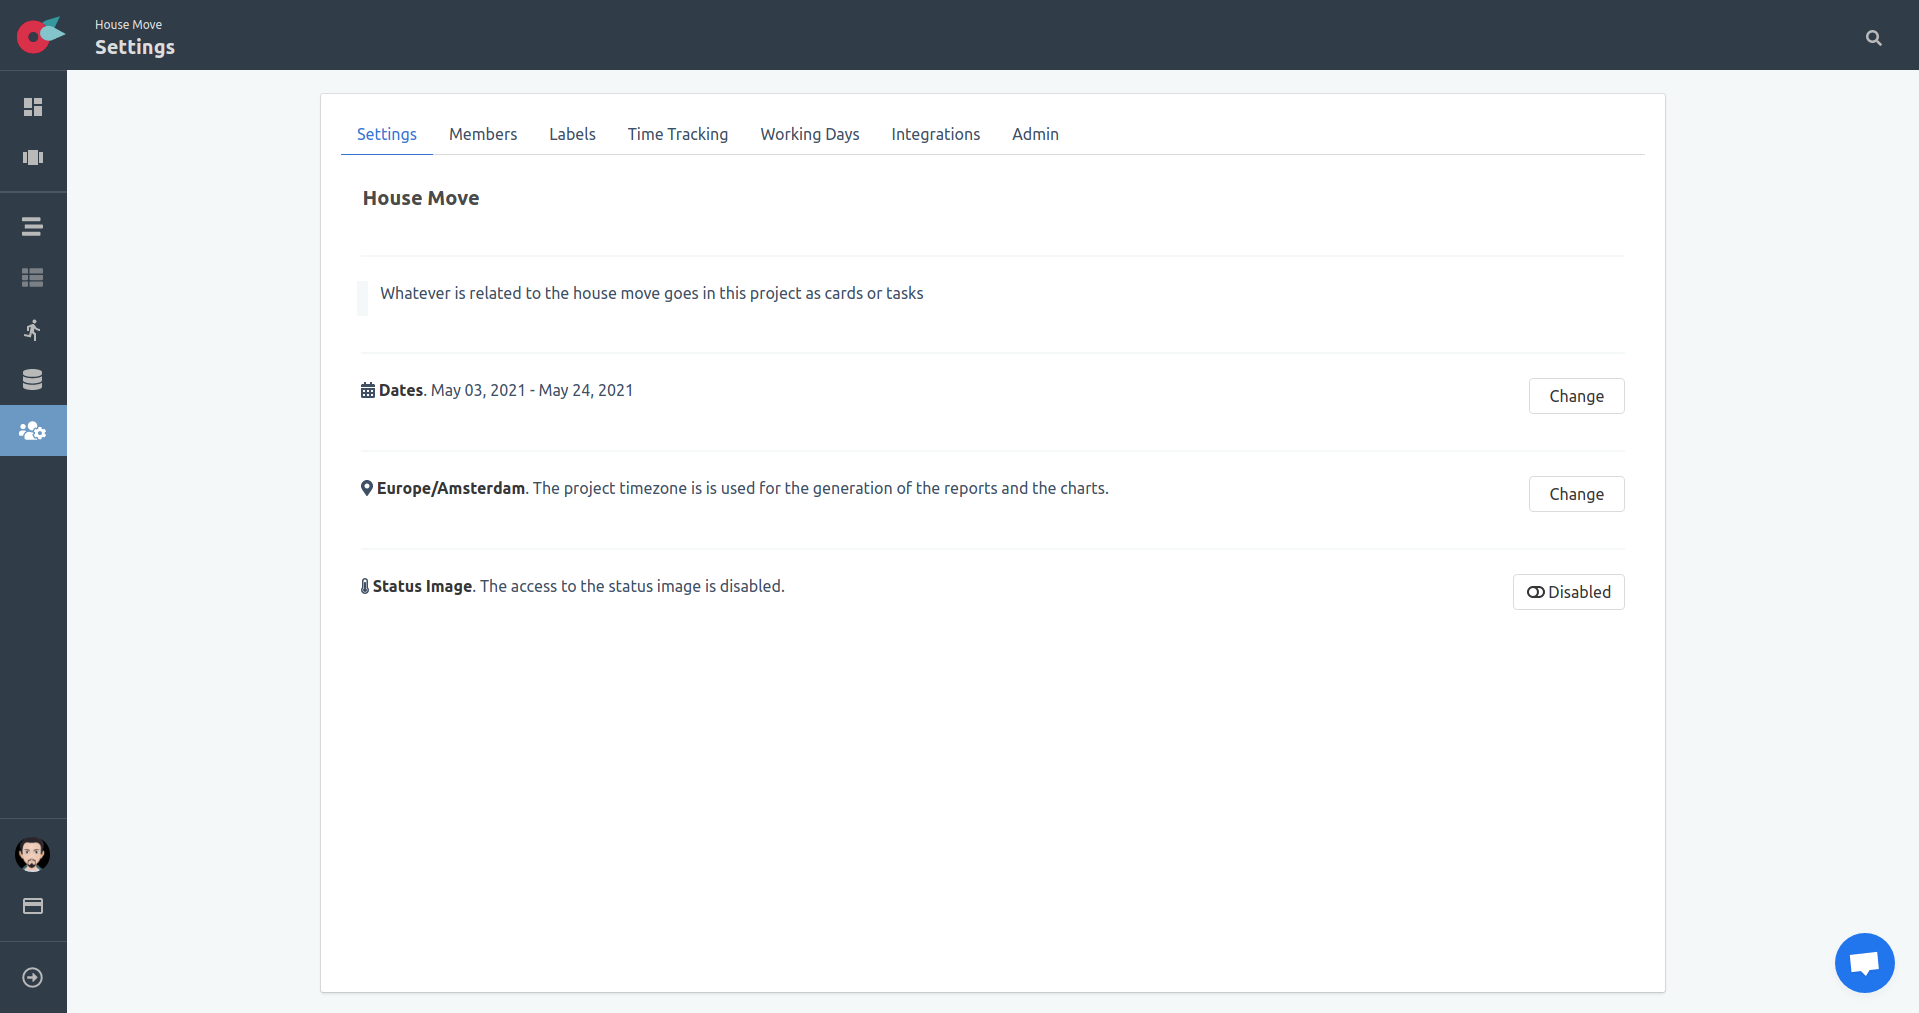 House Move
Settings
Settings Members Labels Time Tracking Working Days Integrations Admin
House Move
Whatever is related to the house move goes in this project as cards or tasks
Dates. May 03, 2021 - May 24, 2021
Change
Europe/Amsterdam. The project timezone is is used for the generation of the reports and the charts.
Change
Status Image. The access to the status image is disabled.
Disabled